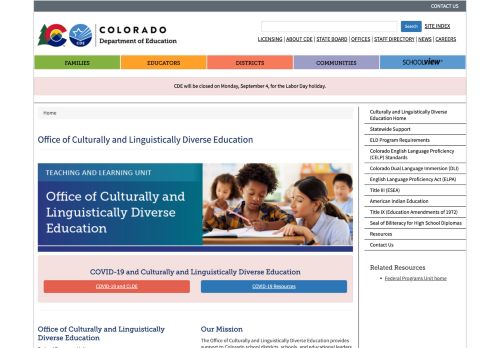 CONTACT US
COLORADO
Department of Education
CDE
Search
SITE INDEX
LICENSING | ABOUT CDE | STATE BOARD | OFFICES | STAFF DIRECTORY | NEWS | CAREERS
FAMILIES
EDUCATORS
DISTRICTS
COMMUNITIES
SCHOOLVIEW
CDE will be closed on Monday, September 4, for the Labor Day holiday.
Home
Office of Culturally and Linguistically Diverse Education
TEACHING AND LEARNING UNIT
Office of Culturally and
Linguistically Diverse
Education
COVID-19 and Culturally and Linguistically Diverse Education
COVID-19 and CLDE
COVID-19 Resources
Office of Culturally and Linguistically
Diverse Education
Our Mission
The Office of Culturally and Linguistically Diverse Education provides
support to Colorado school districts, schools, and educational leaders
Culturally and Linguistically Diverse
Education Home
Statewide Support
ELD Program Requirements
Colorado English Language Proficiency
(CELP) Standards
Colorado Dual Language Immersion (DLI)
English Language Proficiency Act (ELPA)
Title III (ESEA)
American Indian Education
Title IX (Education Amendments of 1972)
Seal of Biliteracy for High School Diplomas
Resources
Contact Us
Related Resources
Federal Programs Unit home